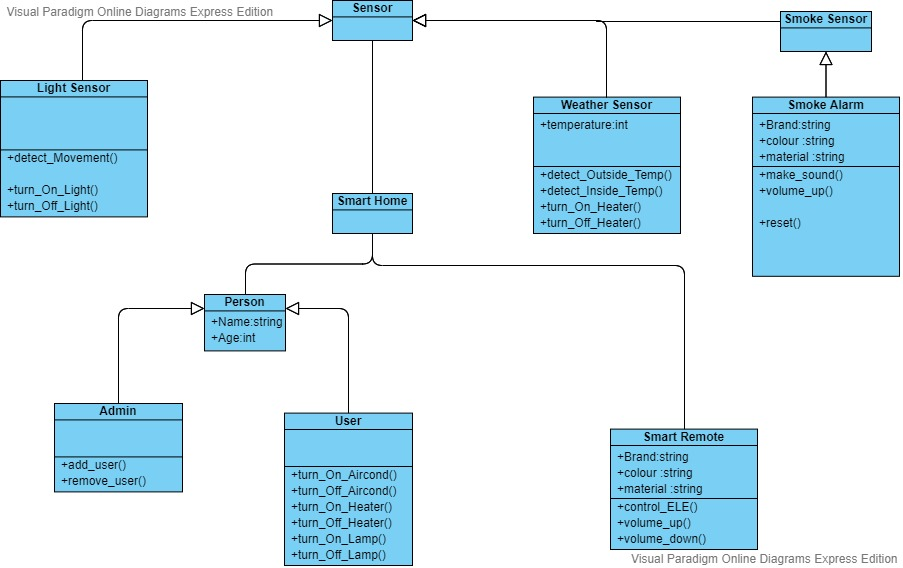 Visual Paradigm Online Diagrams Express Edition
Sensor
Smoke Sensor
Light Sensor
+detect_Movement()
+turn_On_Light()
+turn_Off_Light()
Weather Sensor
+temperature:int
+detect_Outside_Temp()
+detect_Inside_Temp()
+turn_On_Heater()
+turn_Off_Heater()
Smoke Alarm
+Brand:string
+colour :string
+material :string
+make_sound()
+volume_up()
+reset()
Smart Home
Person
+Name:string
+Age:int
Admin
+add_user()
+remove_user()
User
+turn_On_Aircond()
+turn_Off_Aircond()
+turn_On_Heater()
+turn_Off_Heater()
+turn_On_Lamp()
+turn_Off_Lamp()
Smart Remote
+Brand:string
+colour :string
+material :string
+control_ELE()
+volume_up()
+volume_down()
Visual Paradigm Online Diagrams Express Edition